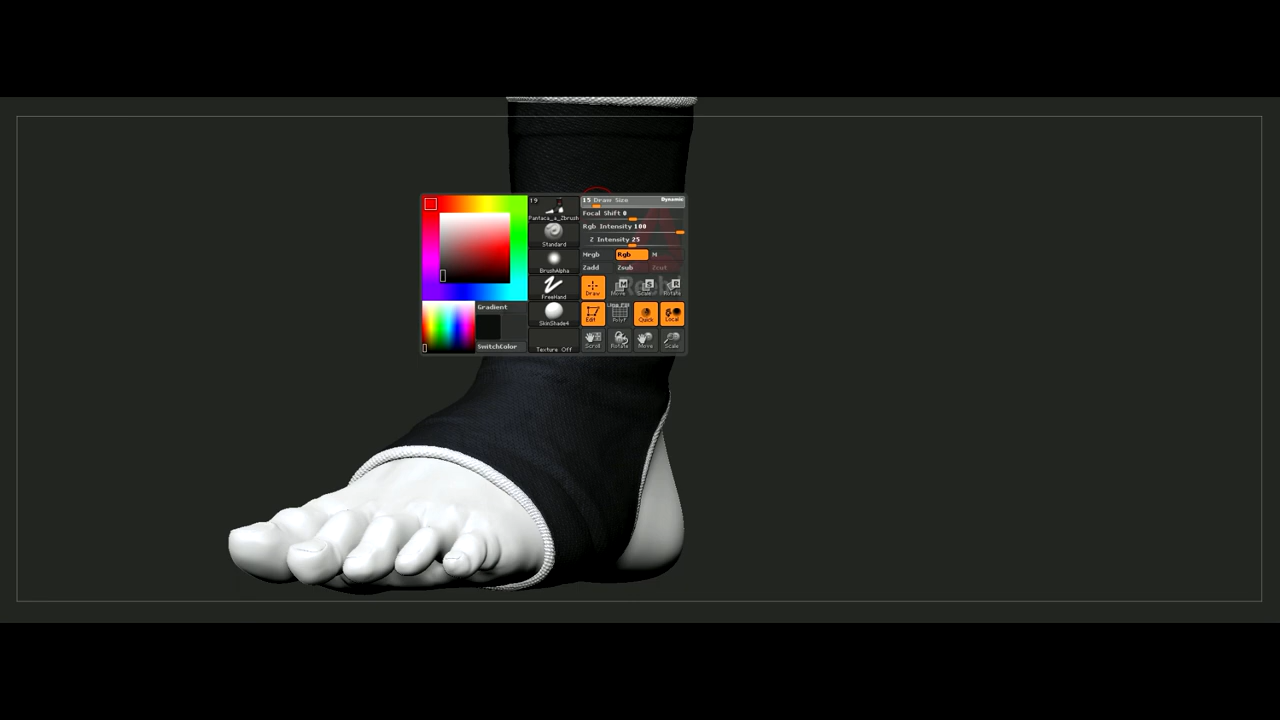 19
Pantaca_a_Zbrush
Standard
BrushAlpha
FreeHand
SkinShade4
Texture Off
Gradient
SwitchColor
15 Draw Size Dynamic
Focal Shift 0
Rgb Intensity 100
Z Intensity 25
Mrgb Rgb M
Zadd Zsub Zcut
Draw Move Scale Rotate
Edit Polyf Quick Local
Scroll Rotate Move Scale